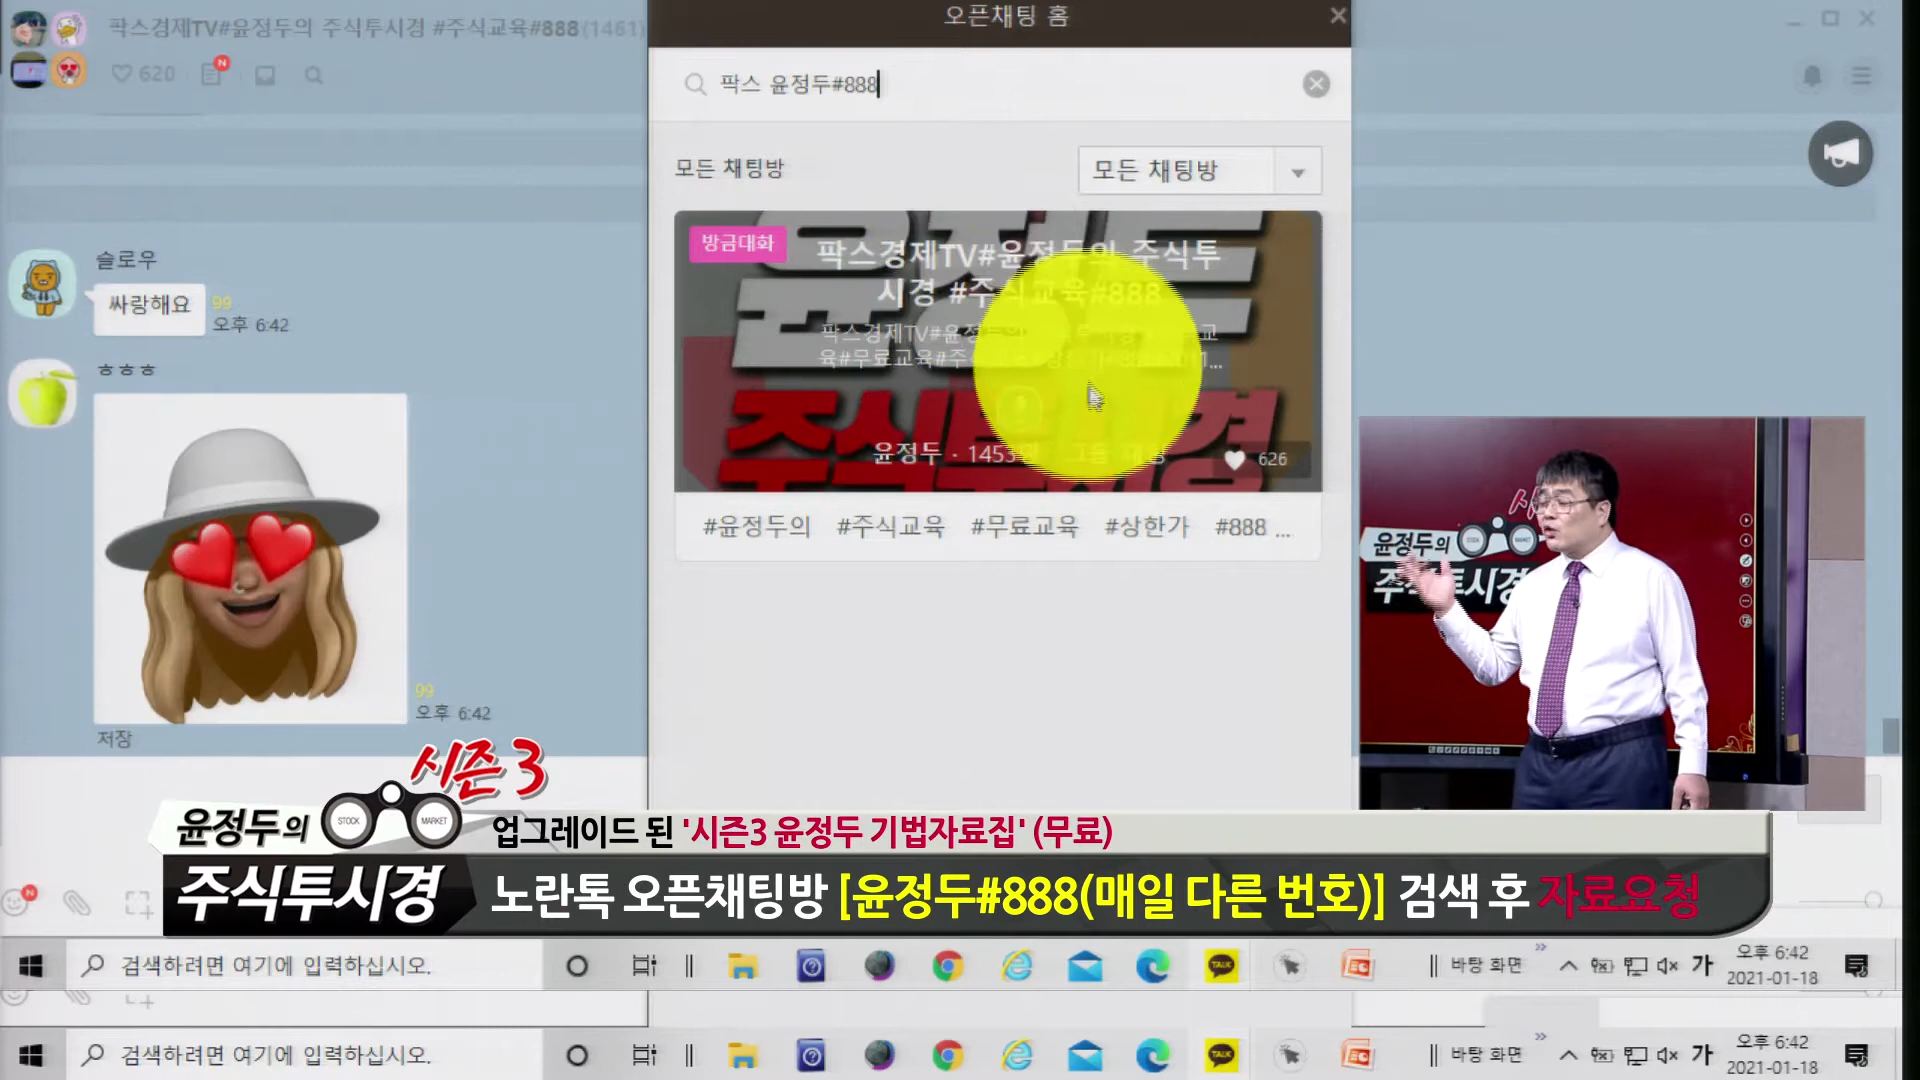 팍스경제TV#윤정두의 주식투시경 #주식교육#888(1461)
620
N
오픈채팅 홈
팍스 윤정두#888
모든 채팅방
모든 채팅방
방금대화
팍스경제TV#윤정두의 주식투
시경 #주식교육#888
윤정두 · 1453
626
#윤정두의 #주식교육 #무료교육 #상한가 #888 ...
슬로우
싸랑해요
99
오후 6:42
ㅎㅎㅎ
99
오후 6:42
저장
윤정두의
STOCK MARKET
시즌3
윤정두의
STOCK MARKET
주식투시경
업그레이드 된 '시즌3 윤정두 기법자료집' (무료)
노란톡 오픈채팅방 [윤정두#888(매일 다른 번호)] 검색 후 자료요청
검색하려면 여기에 입력하십시오.
TALK
바탕 화면
가
오후 6:42
2021-01-18
검색하려면 여기에 입력하십시오.
TALK
바탕 화면
가
오후 6:42
2021-01-18